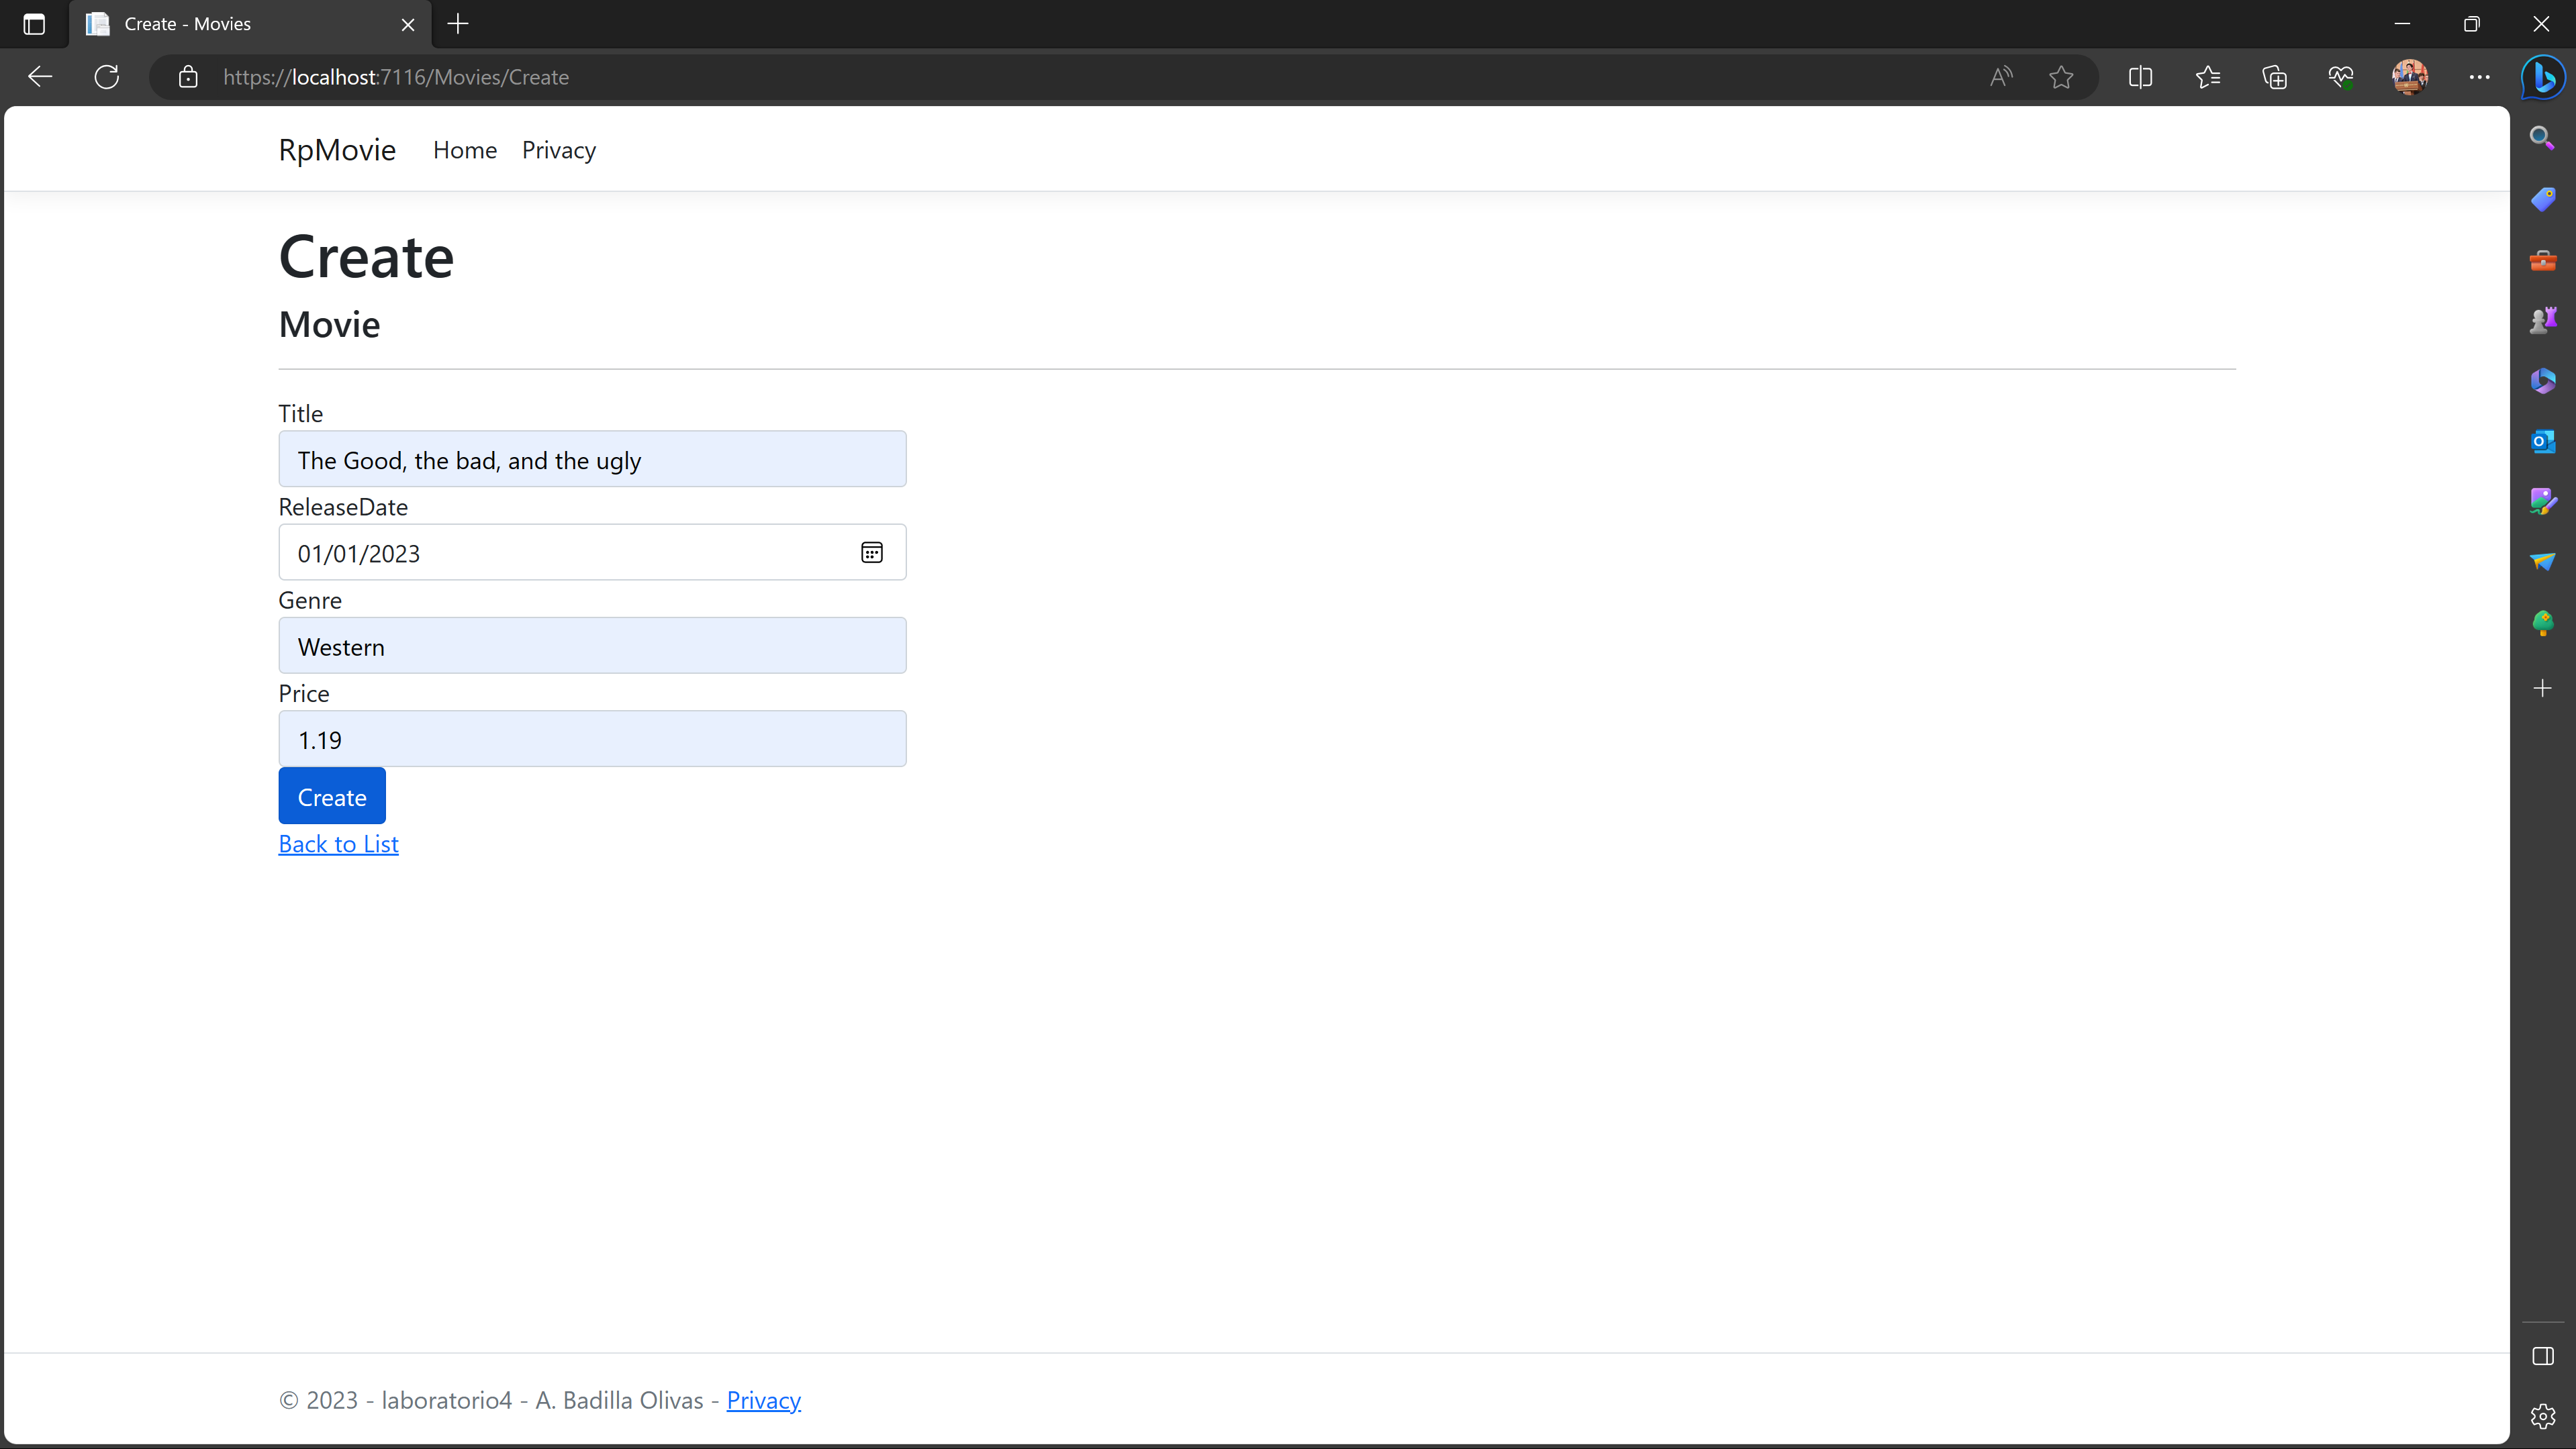 Create - Movies
https://localhost:7116/Movies/Create
RpMovie Home Privacy
Create
Movie
Title
The Good, the bad, and the ugly
ReleaseDate
01/01/2023
Genre
Western
Price
1.19
Create
Back to List
© 2023 - laboratorio4 - A. Badilla Olivas - Privacy